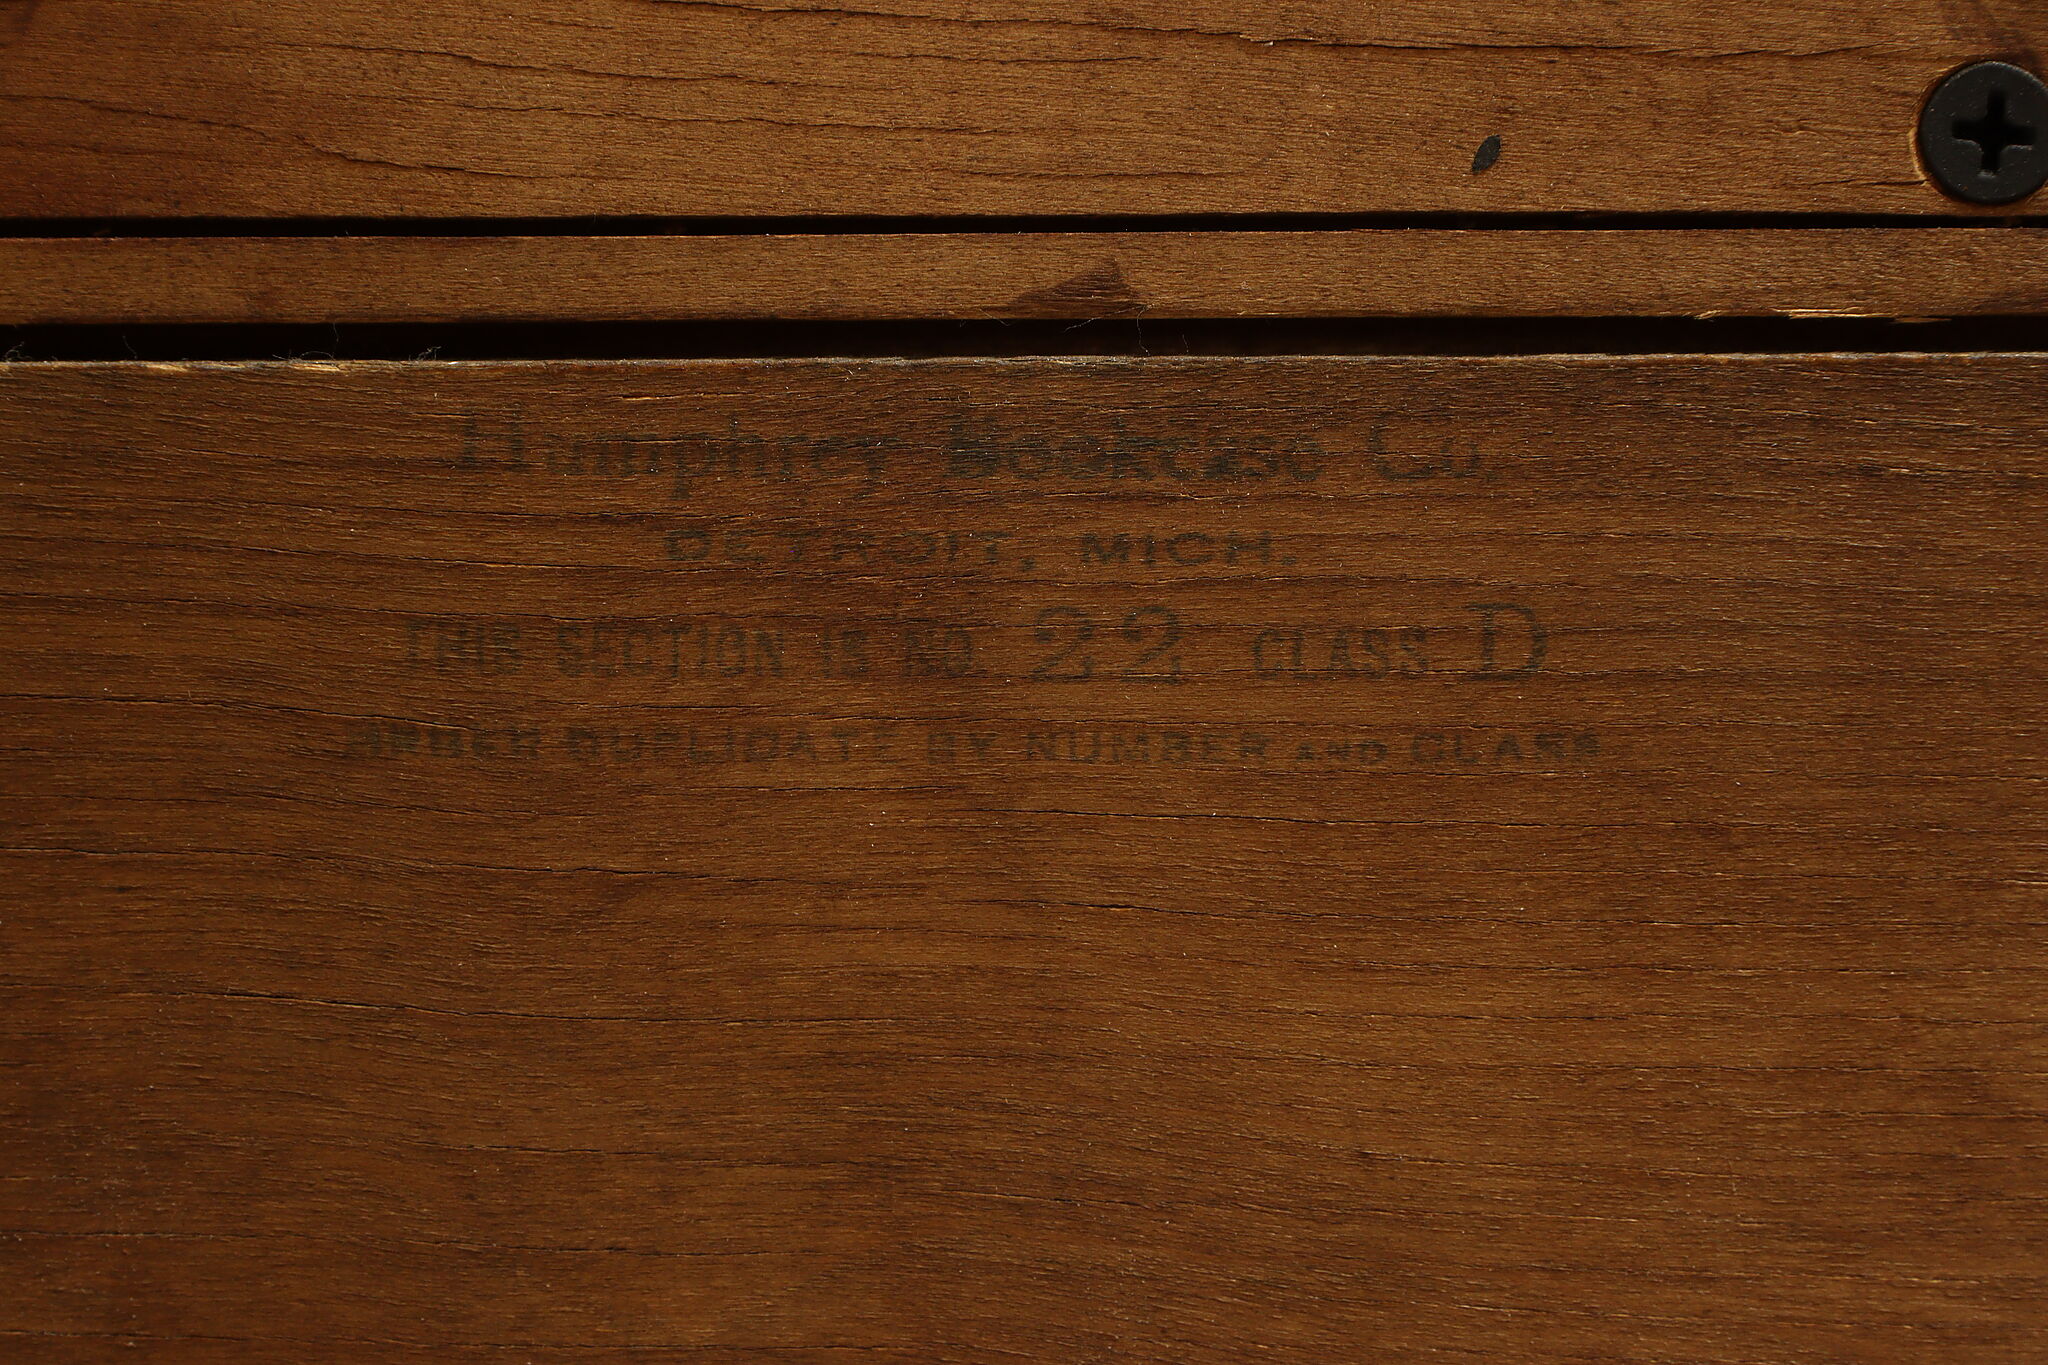 Humphrey Bookcase Co.
DETROIT, MICH.
THIS SECTION IS NO. 22 CLASS D
ORDER DUPLICATE BY NUMBER AND CLASS.